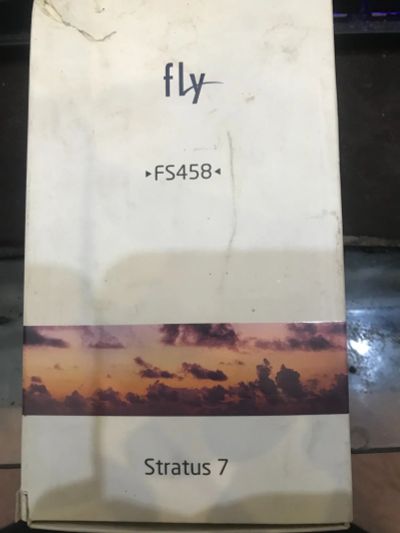 fly
▸FS458◂
Stratus 7